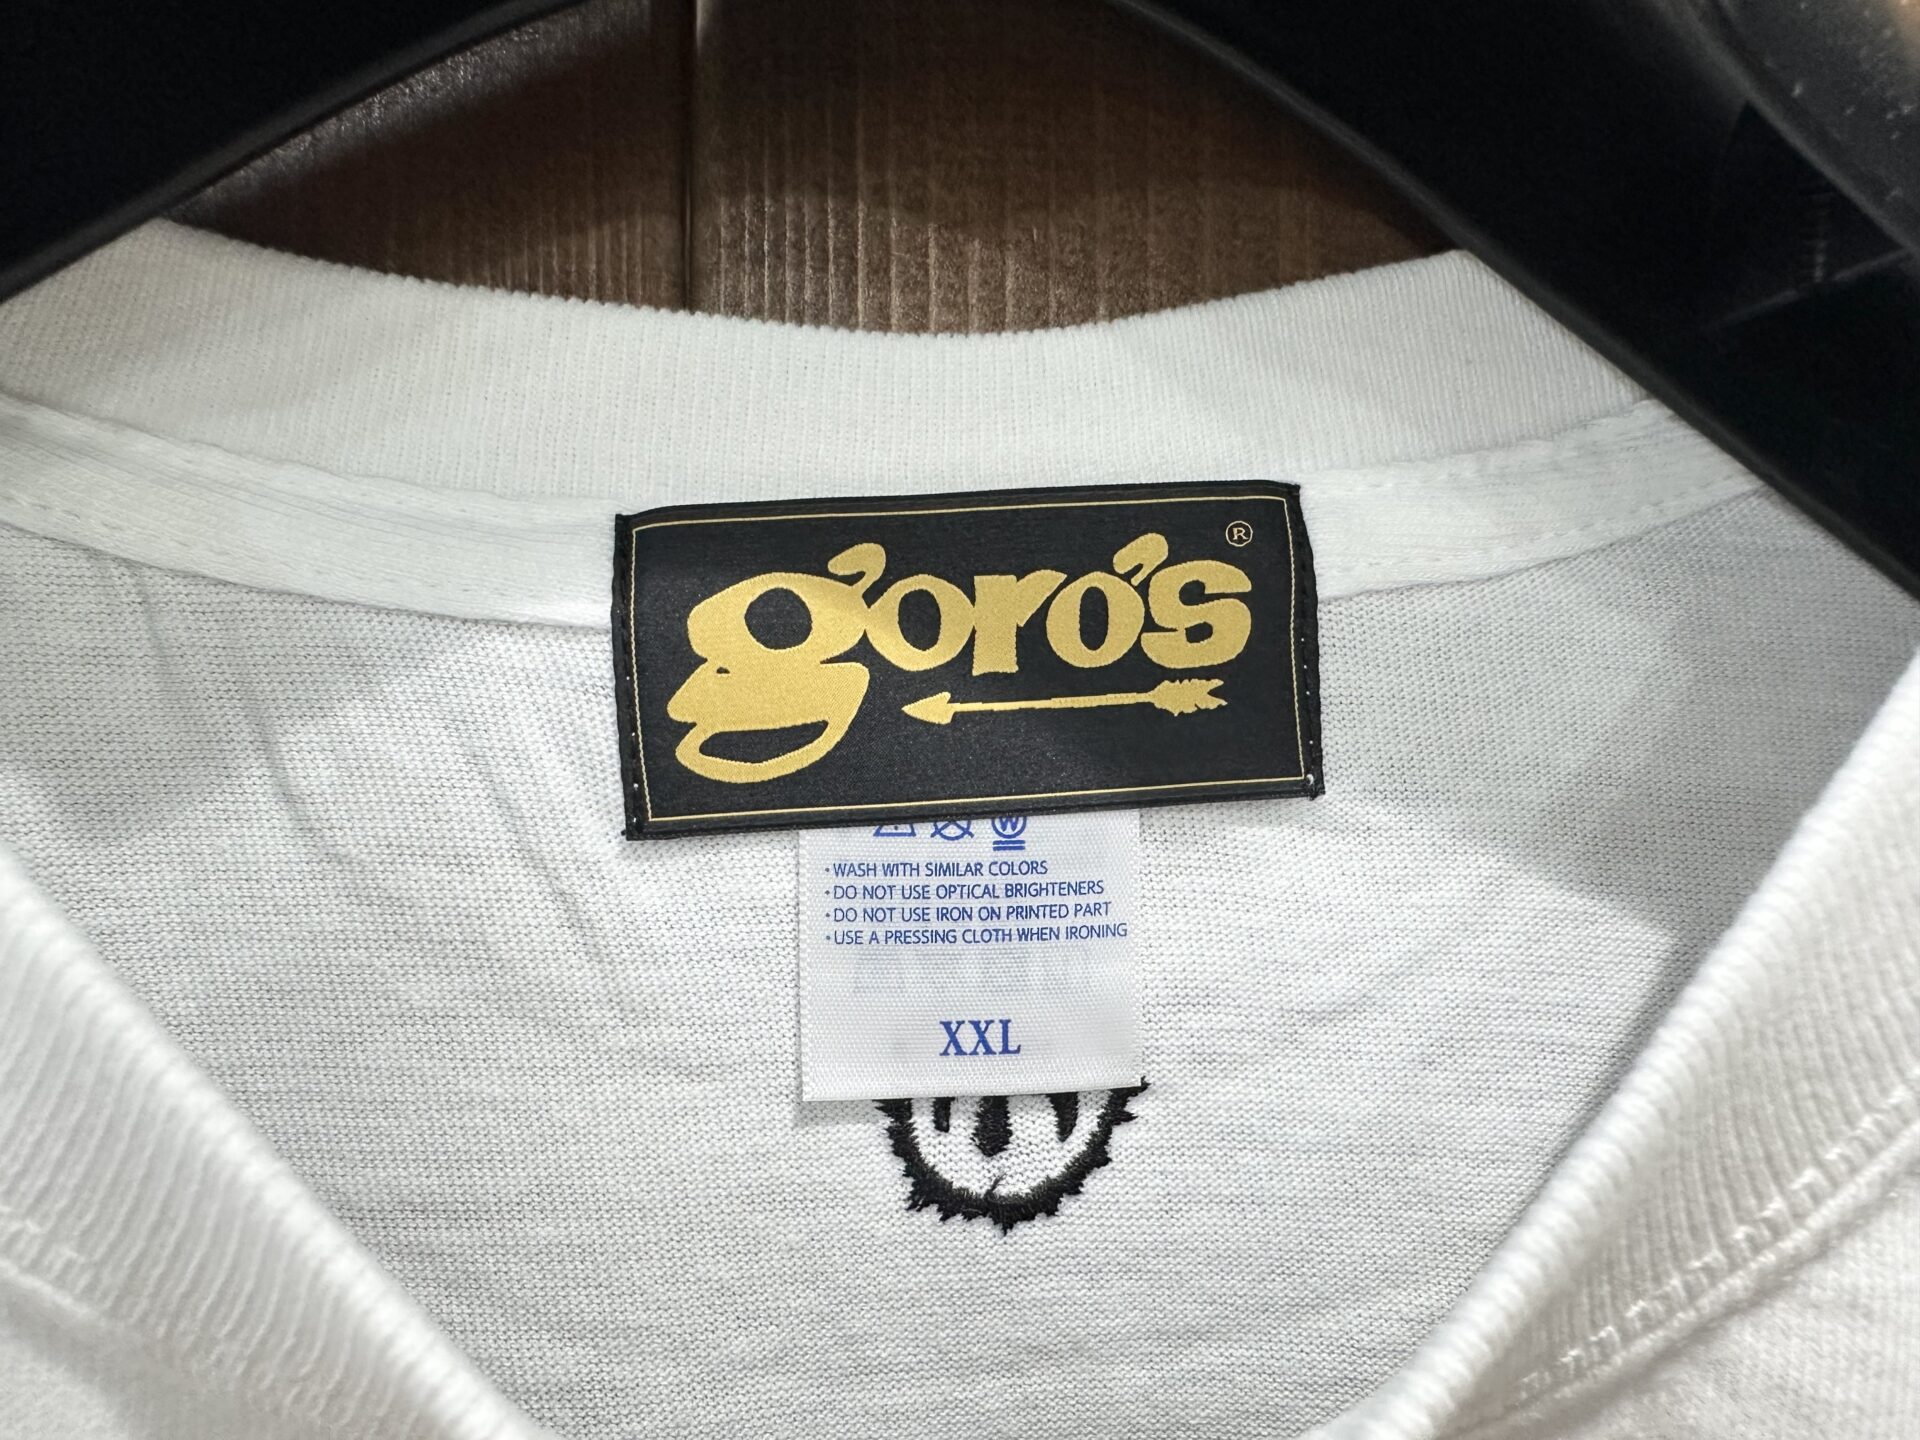 goro's ®
W
• WASH WITH SIMILAR COLORS
• DO NOT USE OPTICAL BRIGHTENERS
• DO NOT USE IRON ON PRINTED PART
• USE A PRESSING CLOTH WHEN IRONING
XXL